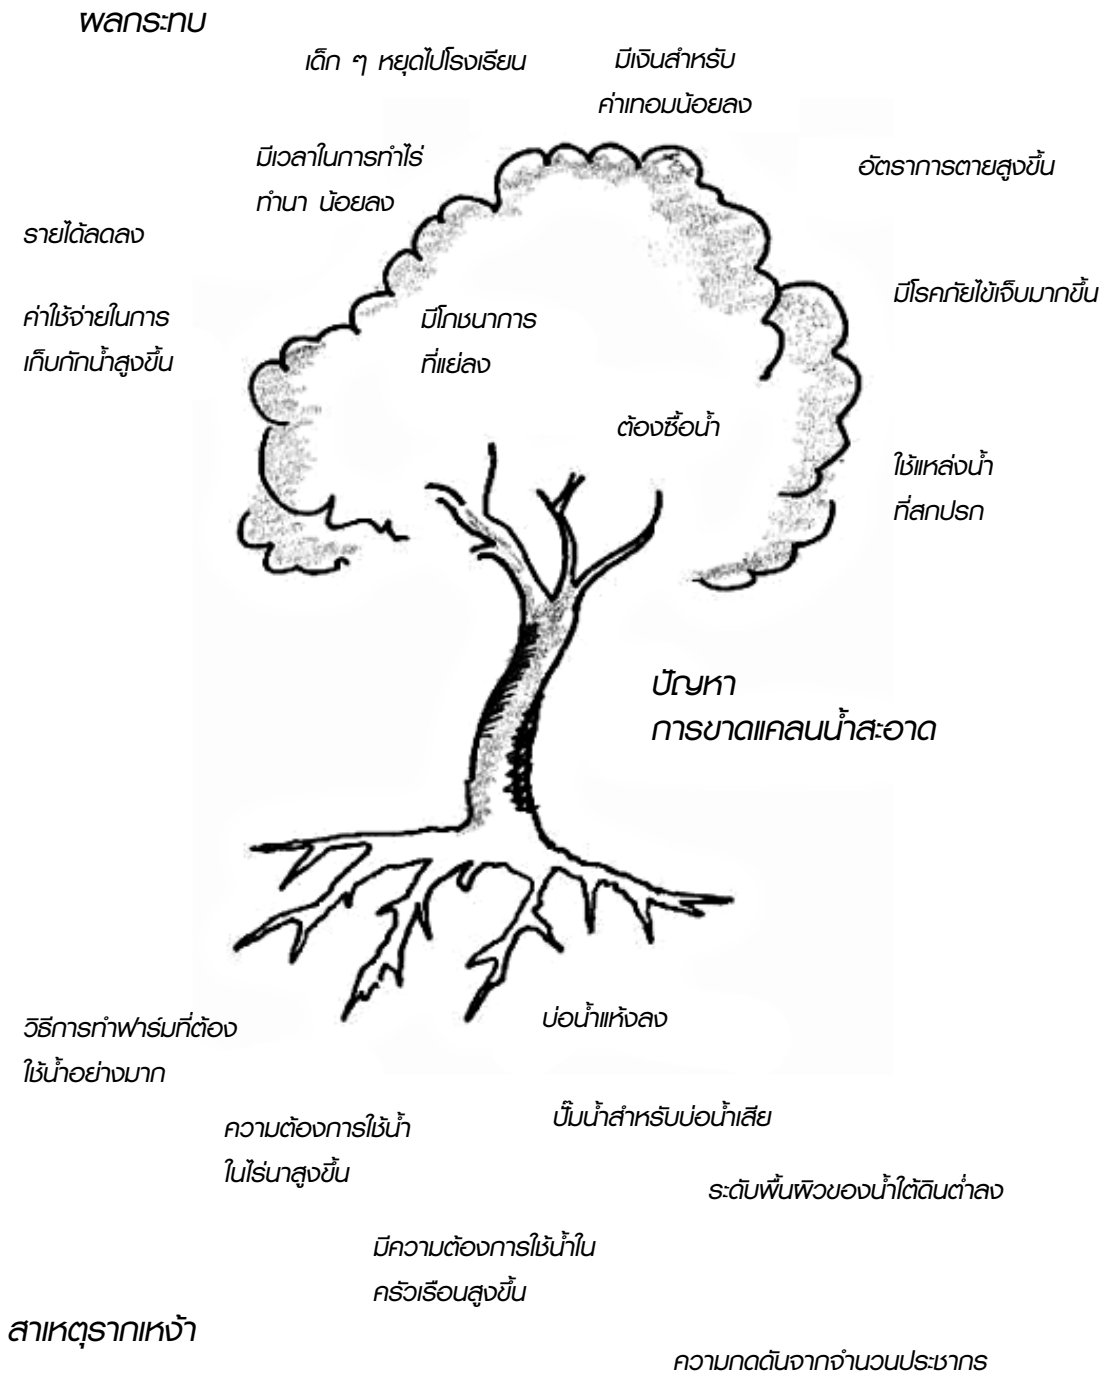 ผลกระทบ
เด็ก ๆ หยุดไปโรงเรียน
มีเงินสำหรับ
ค่าเทอมน้อยลง
มีเวลาในการทำไร่
ทำนา น้อยลง
อัตราการตายสูงขึ้น
รายได้ลดลง
มีโรคภัยไข้เจ็บมากขึ้น
ค่าใช้จ่ายในการ
เก็บกักน้ำสูงขึ้น
มีโภชนาการ
ที่แย่ลง
ต้องซื้อน้ำ
ใช้แหล่งน้ำ
ที่สกปรก
ปัญหา
การขาดแคลนน้ำสะอาด
วิธีการทำฟาร์มที่ต้อง
ใช้น้ำอย่างมาก
บ่อน้ำแห้งลง
ความต้องการใช้น้ำ
ในไร่นาสูงขึ้น
ปั๊มน้ำสำหรับบ่อน้ำเสีย
ระดับพื้นผิวของน้ำใต้ดินต่ำลง
มีความต้องการใช้น้ำใน
ครัวเรือนสูงขึ้น
สาเหตุรากเหง้า
ความกดดันจากจำนวนประชากร